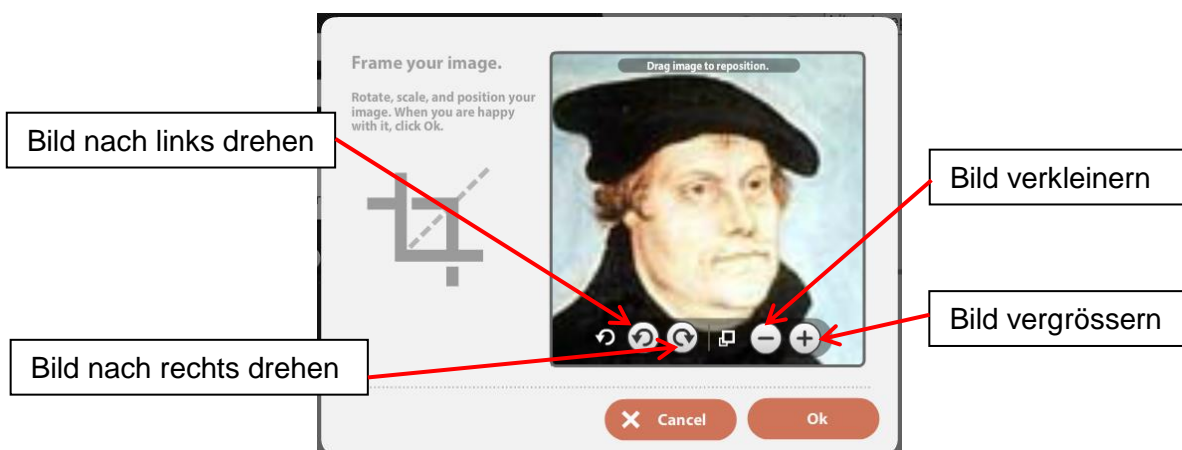 Frame your image.
Rotate, scale, and position your
image. When you are happy
with it, click Ok.
Drag image to reposition.
Bild nach links drehen
Bild verkleinern
Bild vergrössern
Bild nach rechts drehen
Cancel
Ok